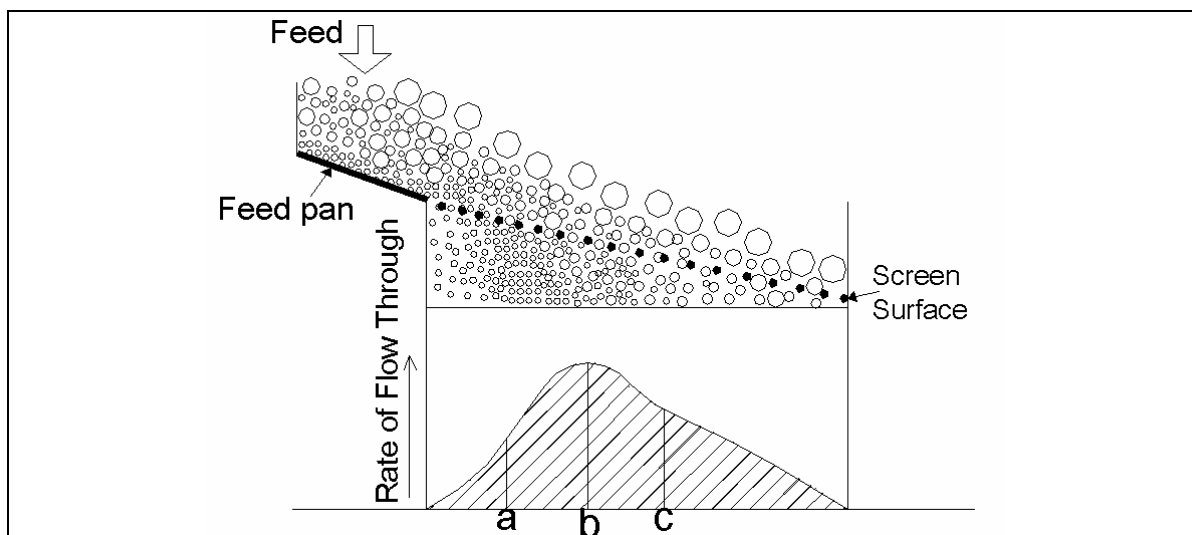 Feed
Feed pan
Screen
Surface
Rate of Flow Through
a
b
c